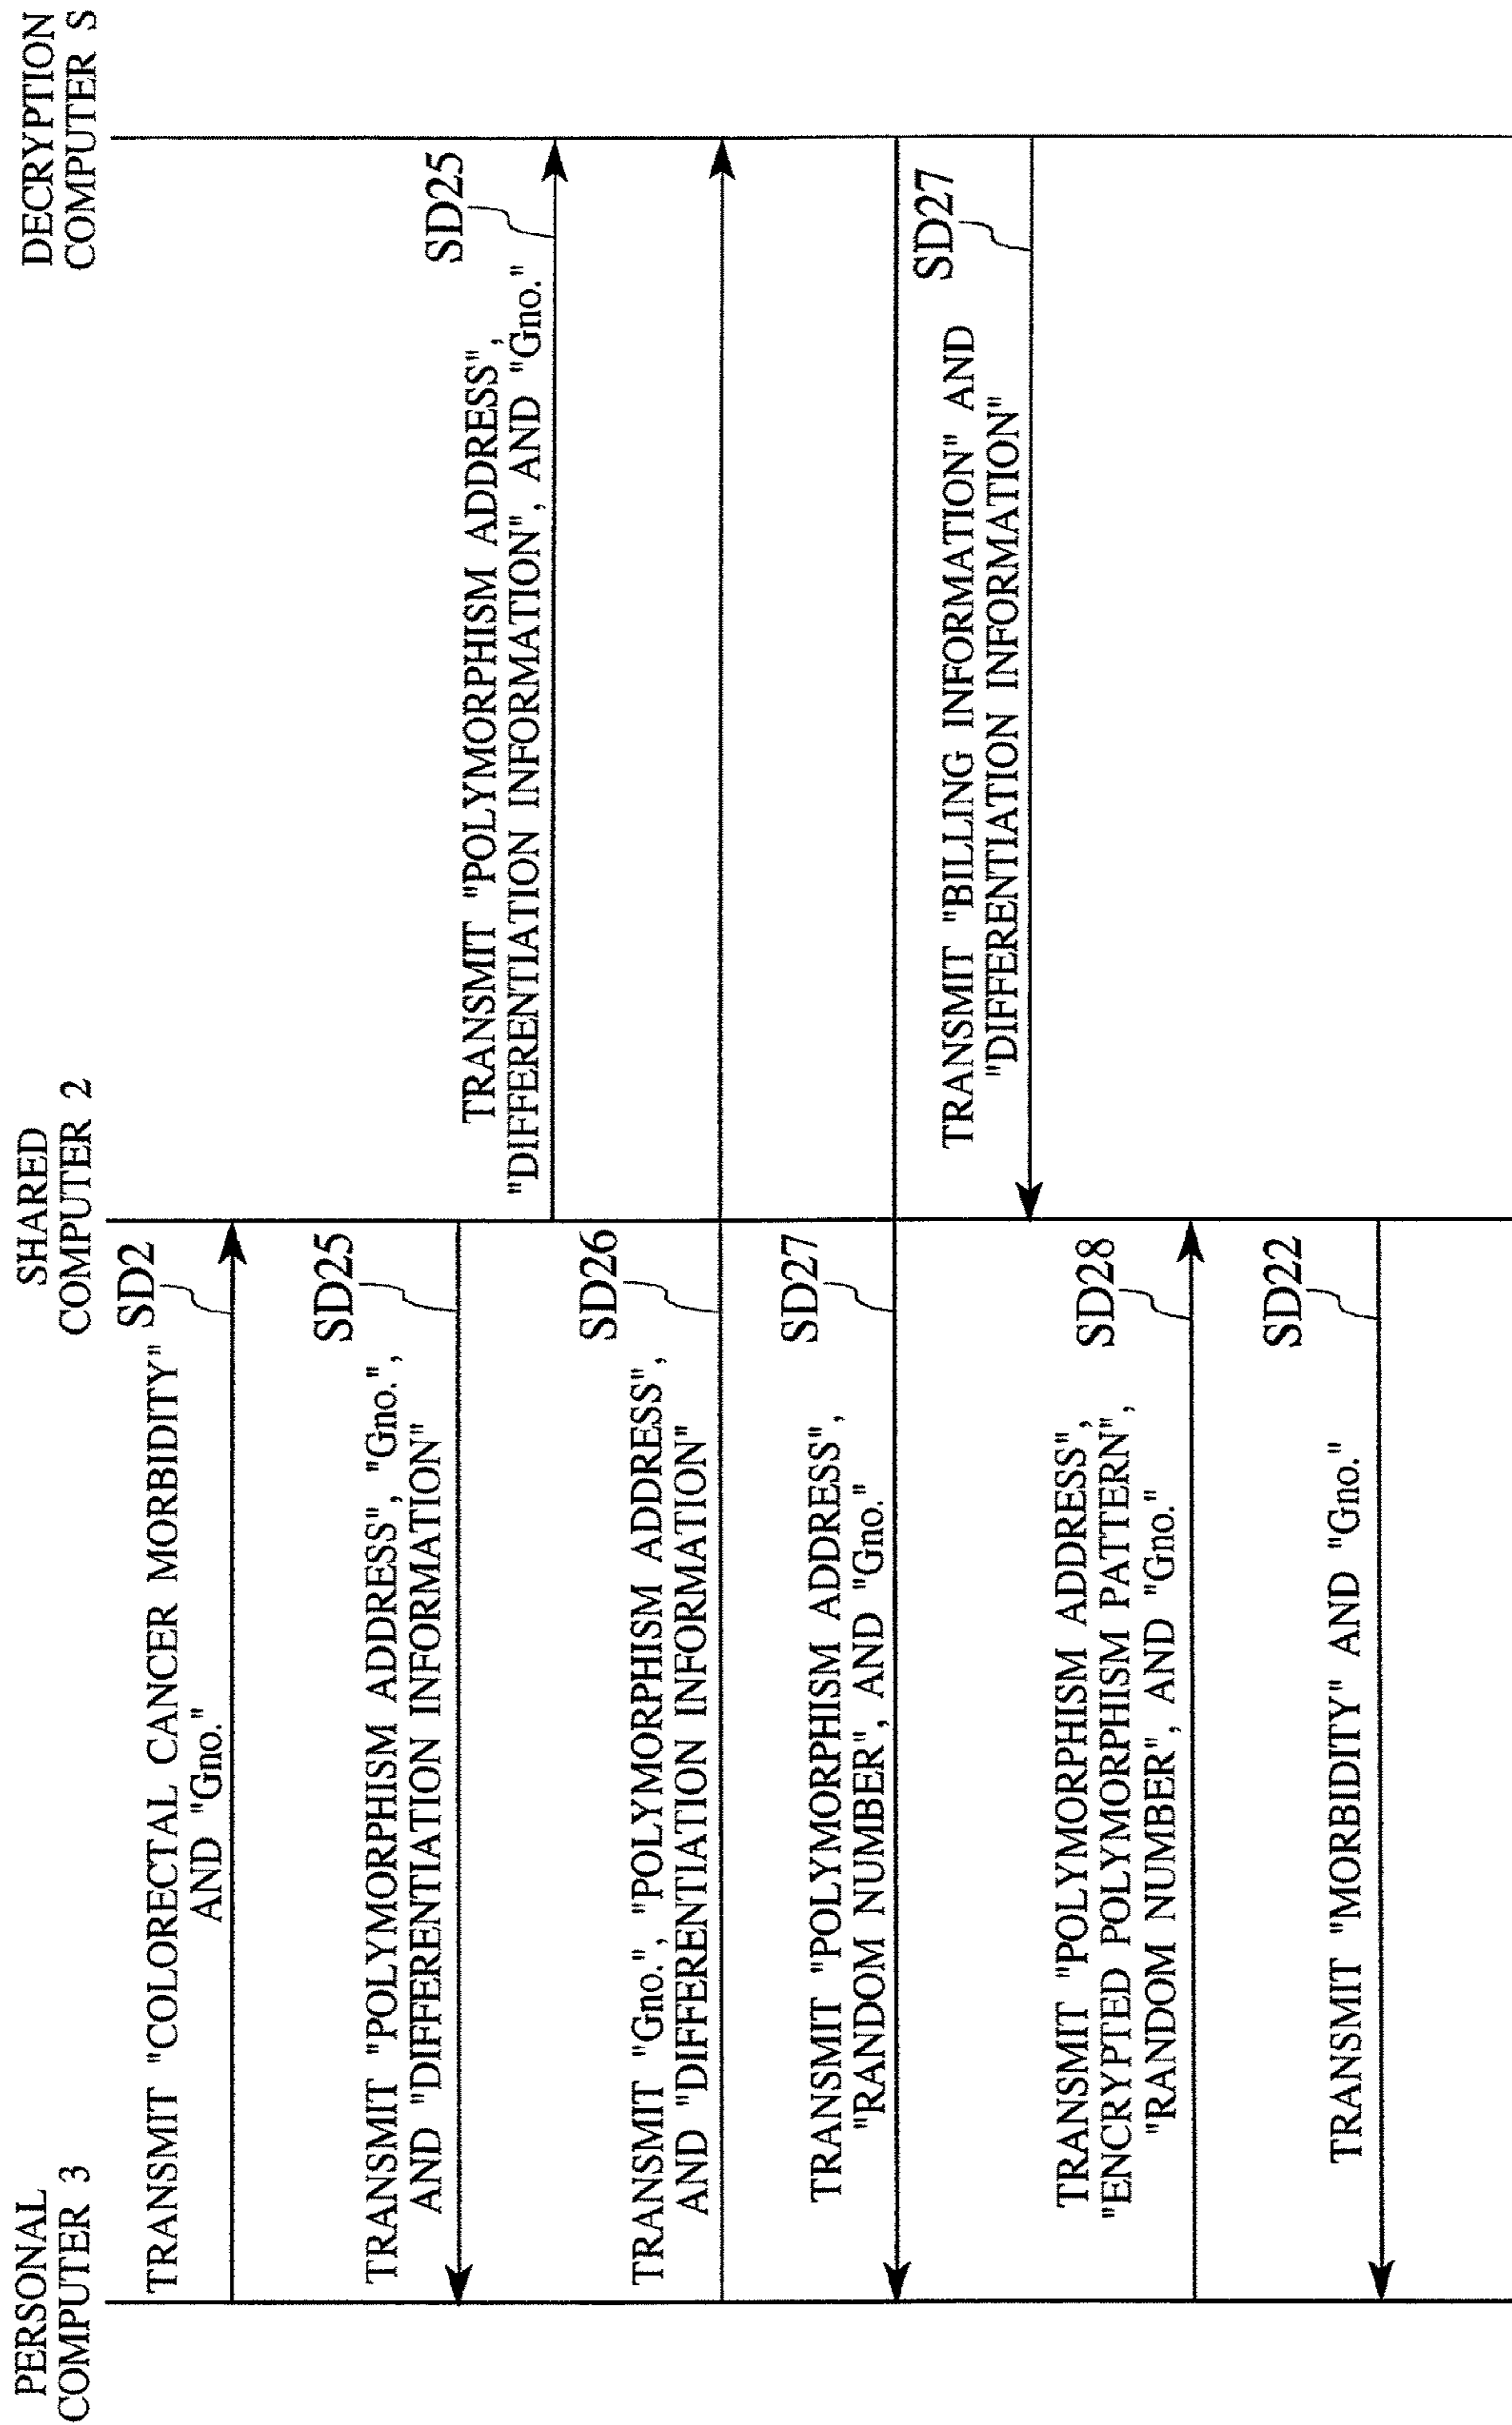 PERSONAL
COMPUTER 3
SHARED
COMPUTER 2
DECRYPTION
COMPUTER S
TRANSMIT "COLORECTAL CANCER MORBIDITY"
AND "Gno."
SD2
TRANSMIT "POLYMORPHISM ADDRESS", "Gno.",
AND "DIFFERENTIATION INFORMATION"
SD25
TRANSMIT "POLYMORPHISM ADDRESS",
"DIFFERENTIATION INFORMATION", AND "Gno."
SD25
TRANSMIT "Gno.", "POLYMORPHISM ADDRESS",
AND "DIFFERENTIATION INFORMATION"
SD26
TRANSMIT "POLYMORPHISM ADDRESS",
"RANDOM NUMBER", AND "Gno."
SD27
TRANSMIT "BILLING INFORMATION" AND
"DIFFERENTIATION INFORMATION"
SD27
TRANSMIT "POLYMORPHISM ADDRESS",
"ENCRYPTED POLYMORPHISM PATTERN",
"RANDOM NUMBER", AND "Gno."
SD28
TRANSMIT "MORBIDITY" AND "Gno."
SD22